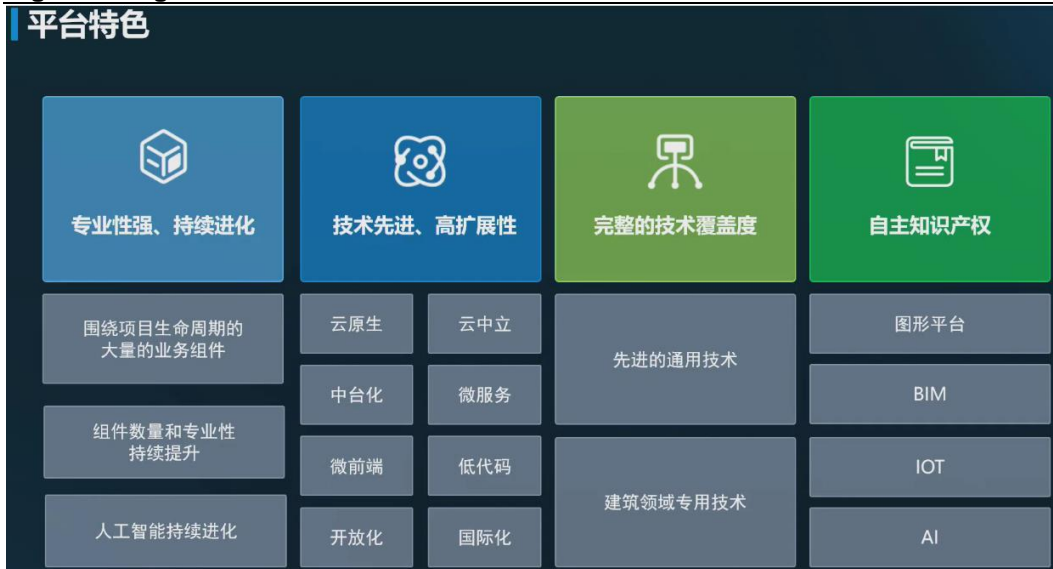 平台特色
专业性强、持续进化
技术先进、高扩展性
完整的技术覆盖度
自主知识产权
围绕项目生命周期的
大量的业务组件
组件数量和专业性
持续提升
人工智能持续进化
云原生
云中立
中台化
微服务
微前端
低代码
开放化
国际化
先进的通用技术
建筑领域专用技术
图形平台
BIM
IOT
AI